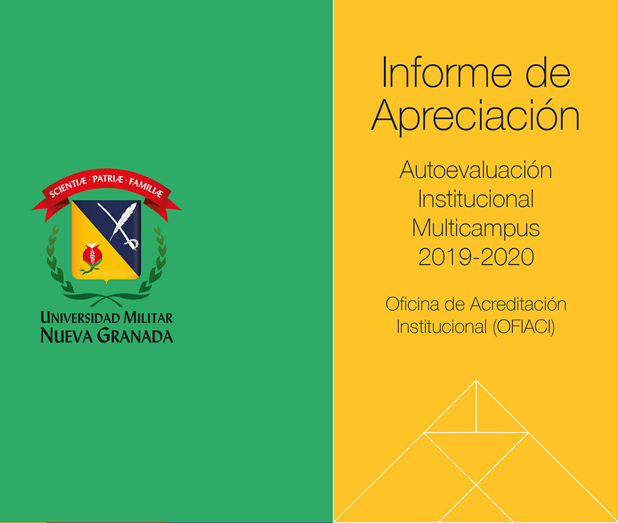 SCIENTIÆ · PATRIÆ · FAMILIÆ
UNIVERSIDAD MILITAR
NUEVA GRANADA
Informe de
Apreciación
Autoevaluación
Institucional
Multicampus
2019-2020
Oficina de Acreditación
Institucional (OFIACI)